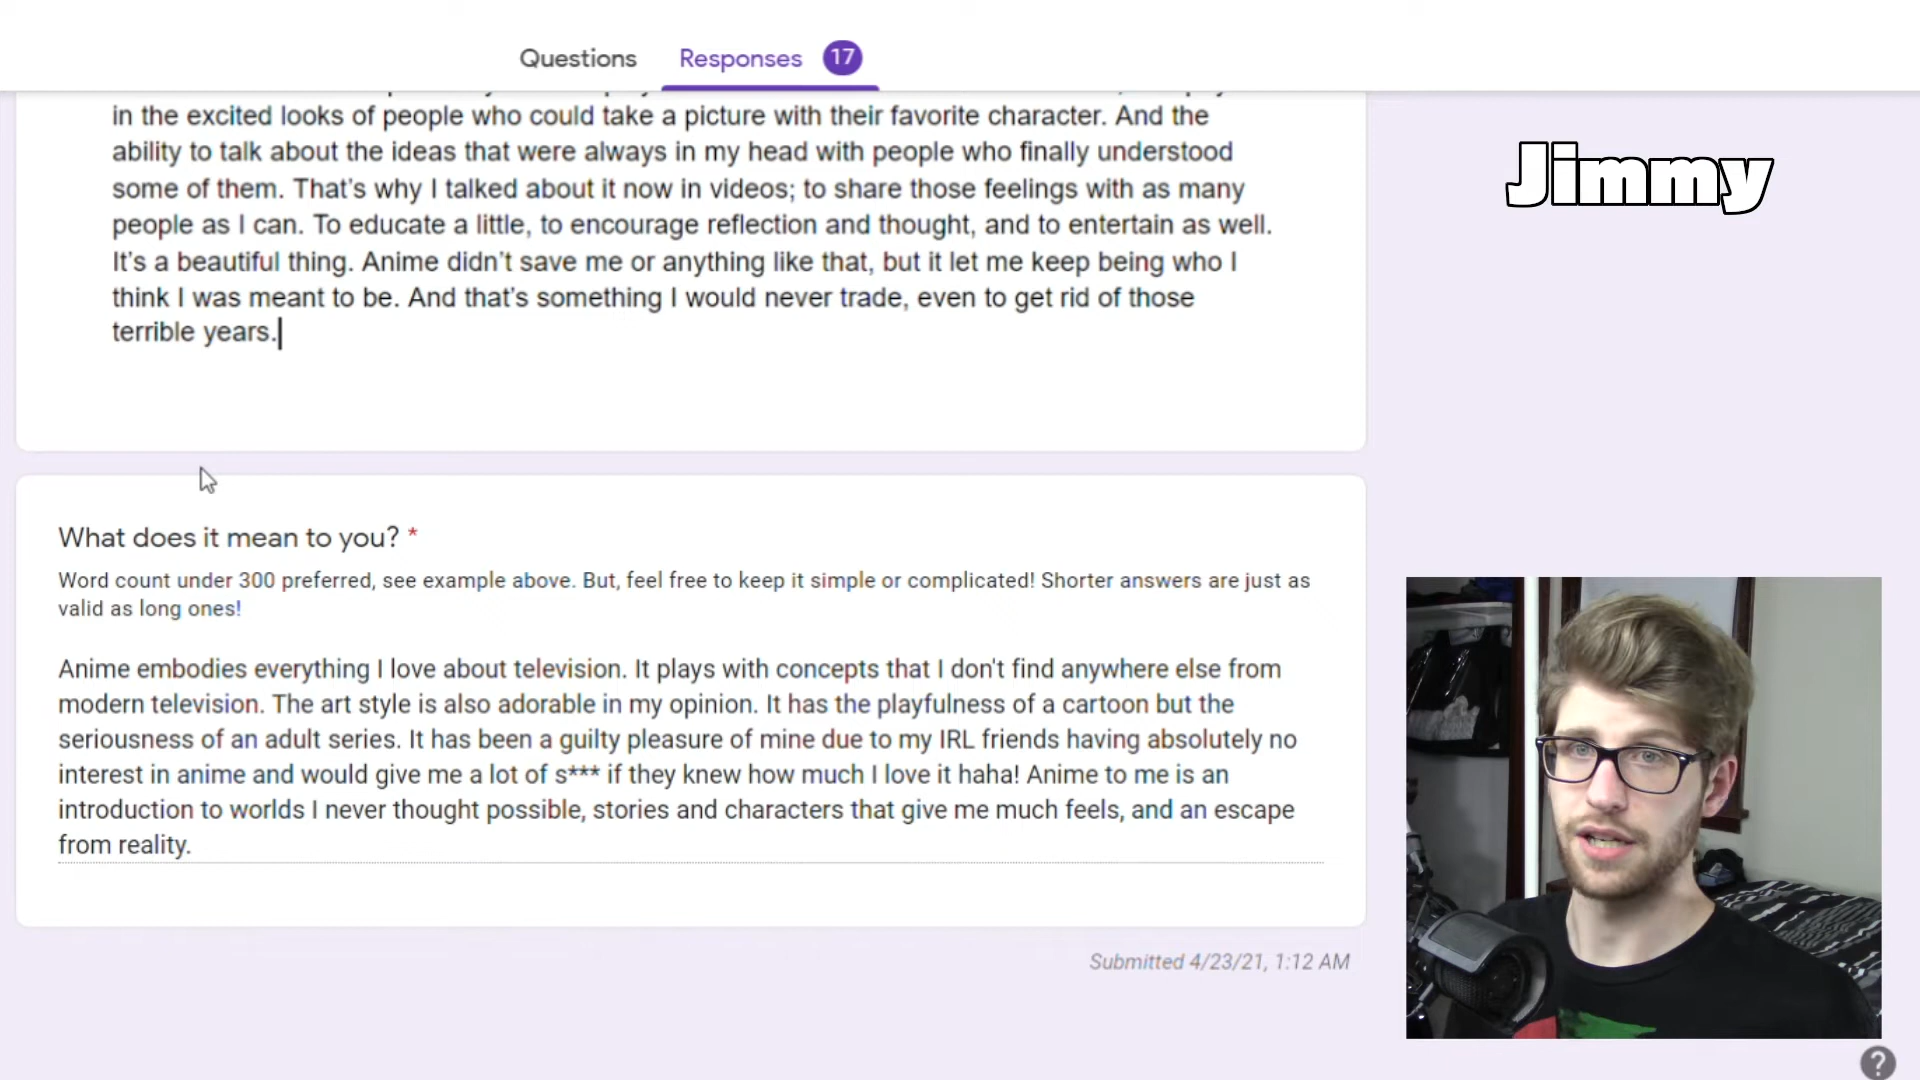 Questions Responses 17
in the excited looks of people who could take a picture with their favorite character. And the
ability to talk about the ideas that were always in my head with people who finally understood
some of them. That's why I talked about it now in videos; to share those feelings with as many
people as I can. To educate a little, to encourage reflection and thought, and to entertain as well.
It's a beautiful thing. Anime didn't save me or anything like that, but it let me keep being who I
think I was meant to be. And that's something I would never trade, even to get rid of those
terrible years.
Jimmy
What does it mean to you? *
Word count under 300 preferred, see example above. But, feel free to keep it simple or complicated! Shorter answers are just as
valid as long ones!
Anime embodies everything I love about television. It plays with concepts that I don't find anywhere else from
modern television. The art style is also adorable in my opinion. It has the playfulness of a cartoon but the
seriousness of an adult series. It has been a guilty pleasure of mine due to my IRL friends having absolutely no
interest in anime and would give me a lot of s*** if they knew how much I love it haha! Anime to me is an
introduction to worlds I never thought possible, stories and characters that give me much feels, and an escape
from reality.
Submitted 4/23/21, 1:12 AM
?